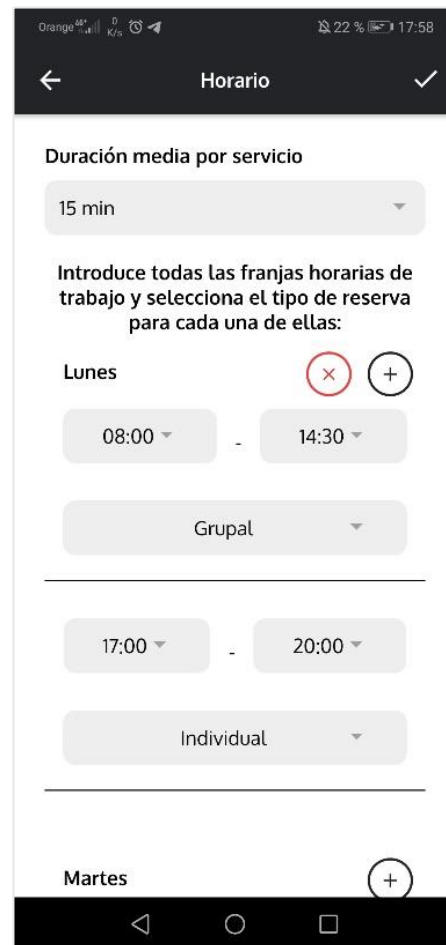 Orange 4G+ 0 K/s 22 % 17:58
Horario
Duración media por servicio
15 min
Introduce todas las franjas horarias de
trabajo y selecciona el tipo de reserva
para cada una de ellas:
Lunes
08:00 - 14:30
Grupal
17:00 - 20:00
Individual
Martes